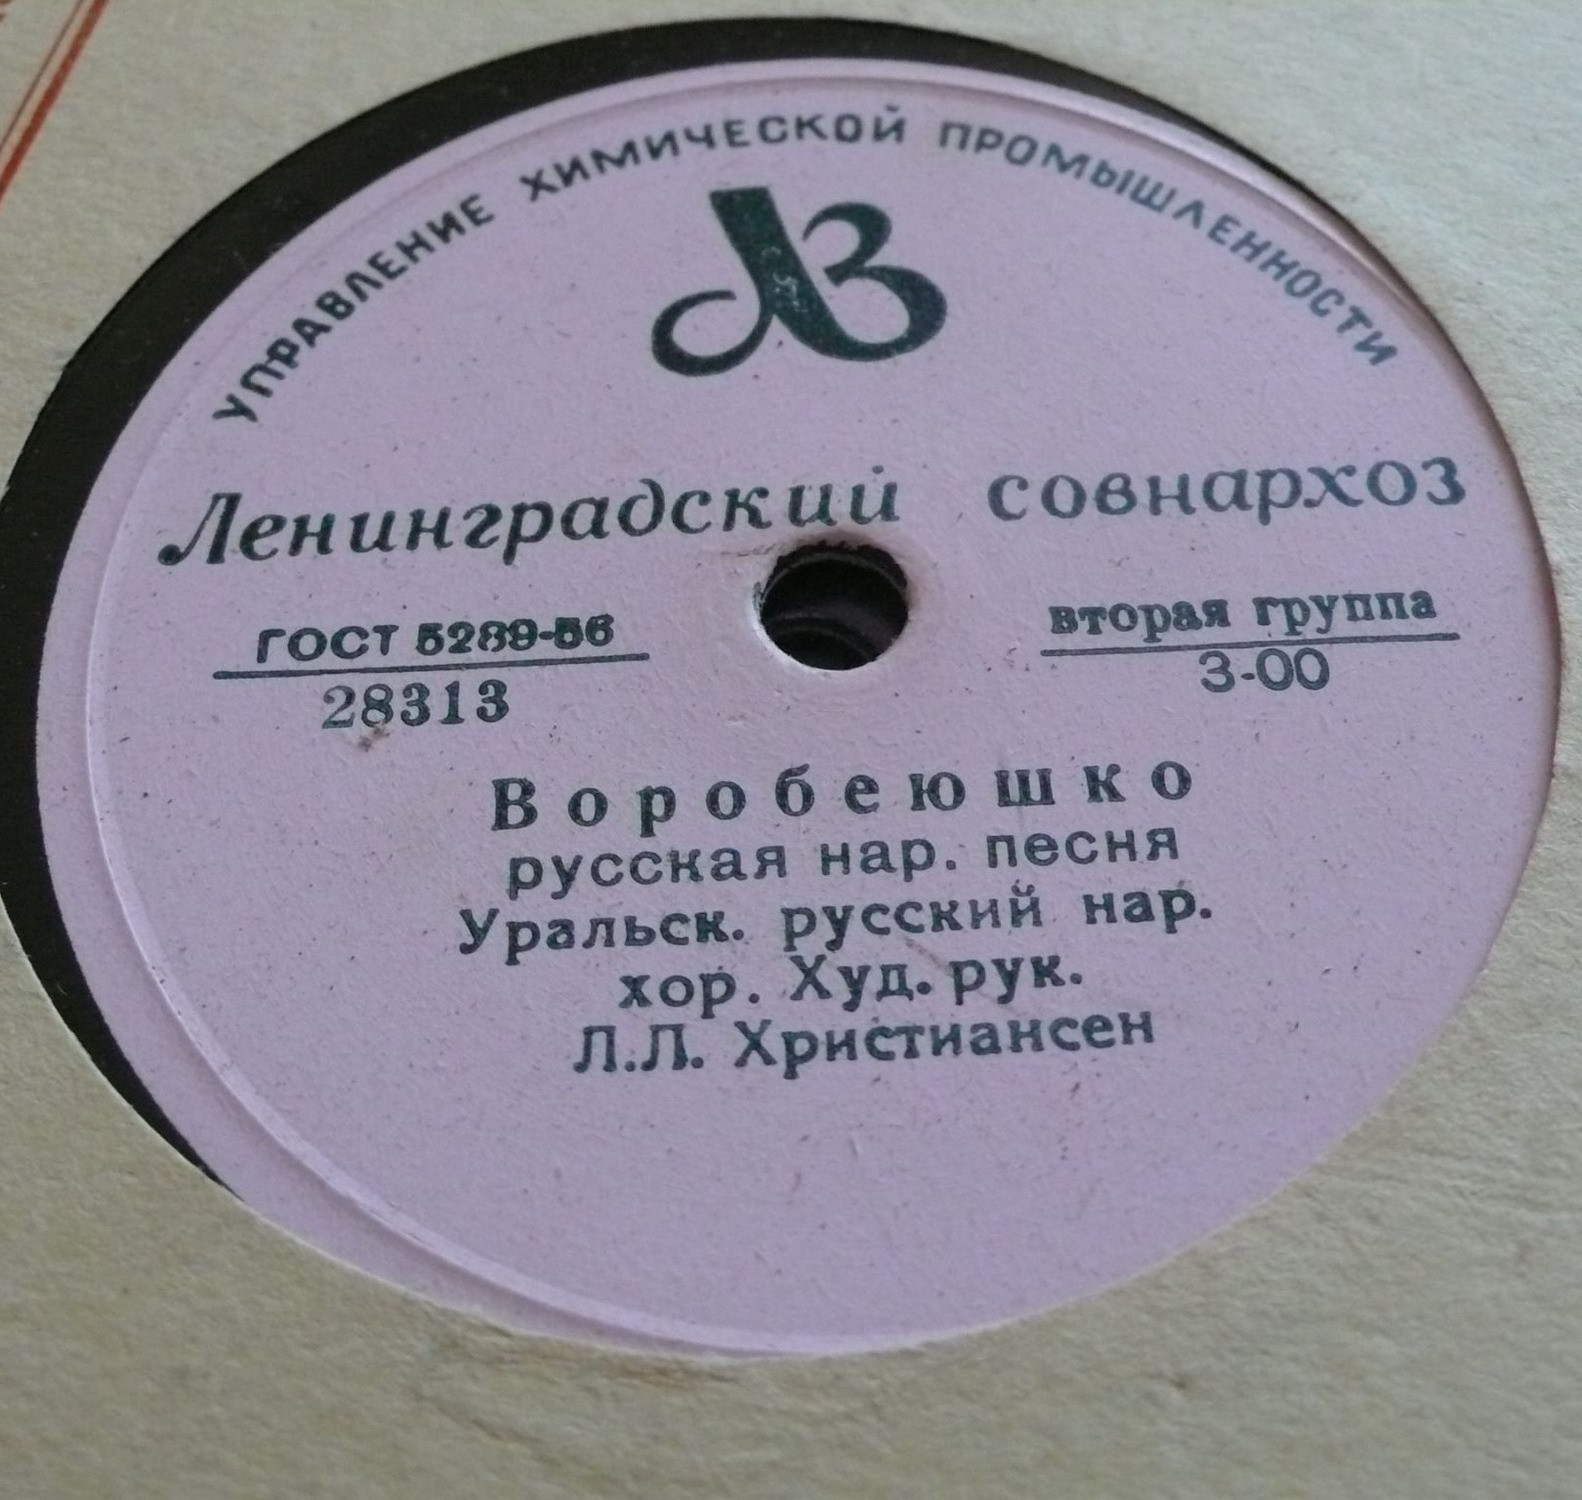 УПРАВЛЕНИЕ ХИМИЧЕСКОЙ ПРОМЫШЛЕННОСТИ
ЛЗ
Ленинградский совнархоз
ГОСТ 5289-56
28313
вторая группа
3-00
Воробеюшко
русская нар. песня
Уральск. русский нар.
хор. Худ. рук.
Л.Л. Христиансен